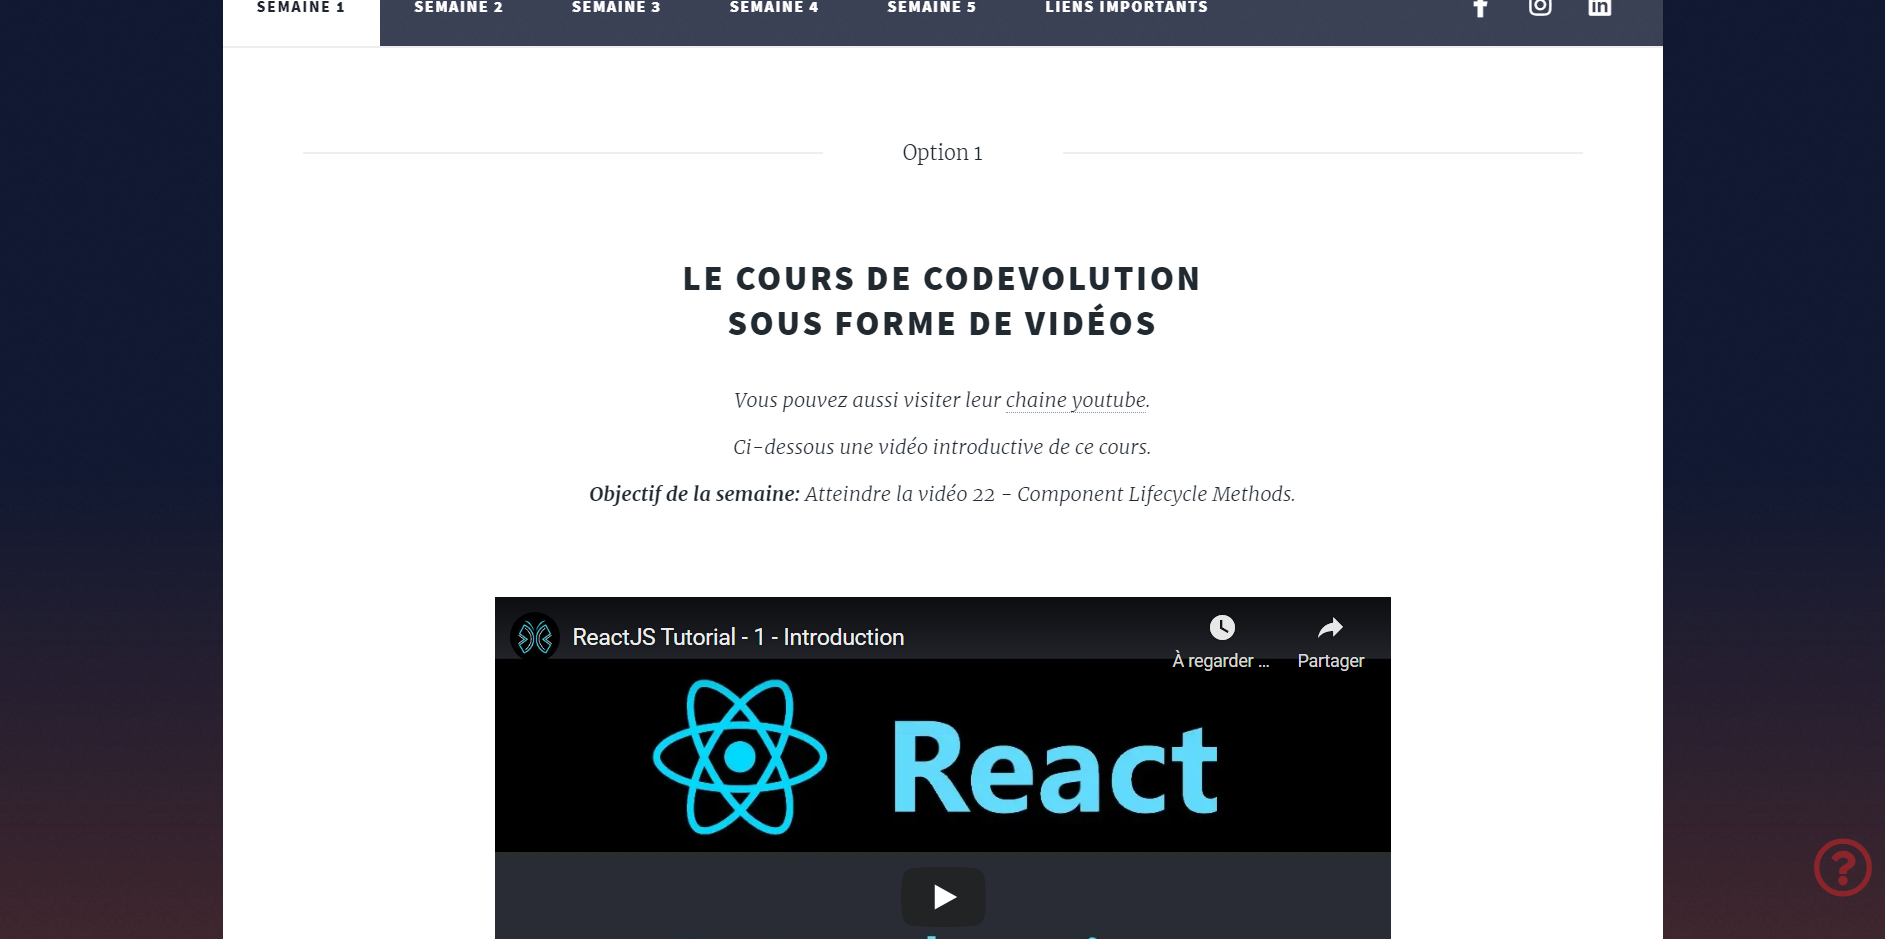 SEMAINE 1 SEMAINE 2 SEMAINE 3 SEMAINE 4 SEMAINE 5 LIENS IMPORTANTS
Option 1
LE COURS DE CODEVOLUTION
SOUS FORME DE VIDÉOS
Vous pouvez aussi visiter leur chaine youtube.
Ci-dessous une vidéo introductive de ce cours.
Objectif de la semaine: Atteindre la vidéo 22 - Component Lifecycle Methods.
ReactJS Tutorial - 1 - Introduction
À regarder ... Partager
React